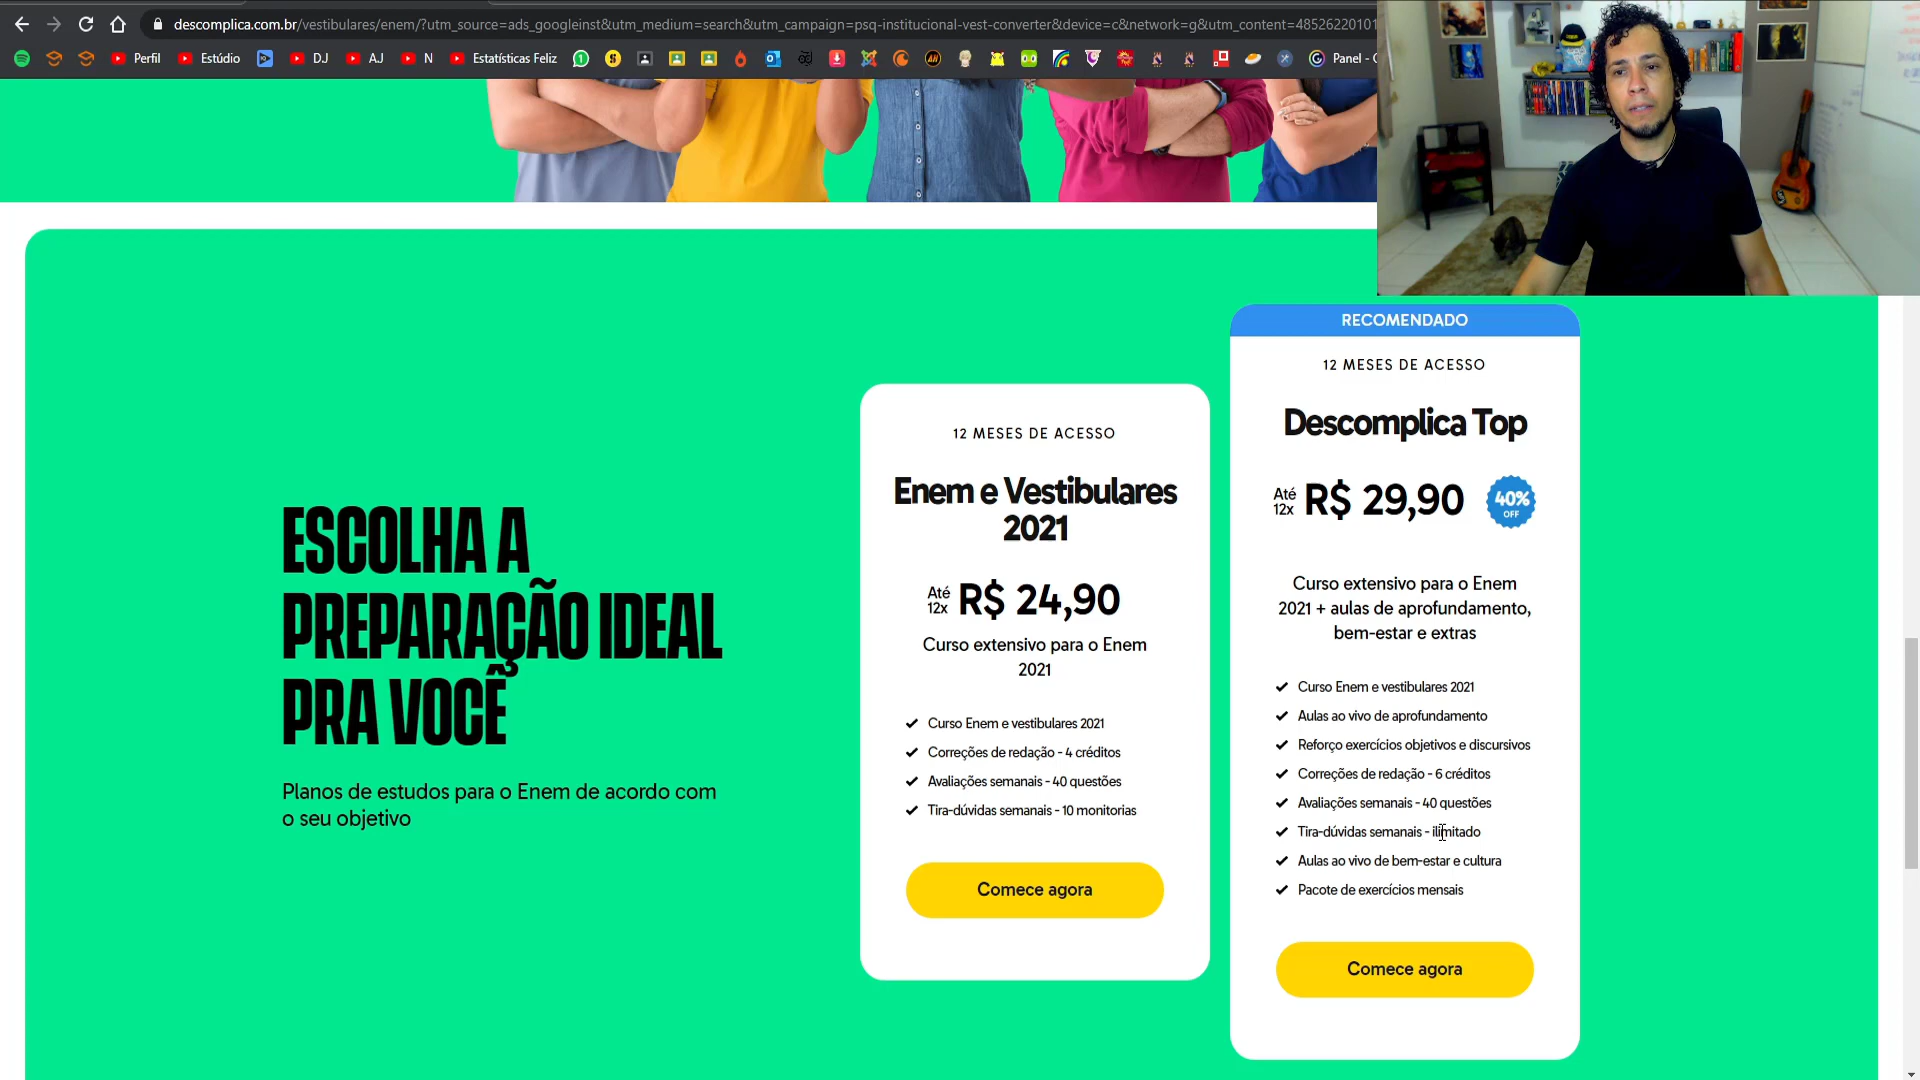 descomplica.com.br/vestibulares/enem/?utm_source=ads_googleinst&utm_medium=search&utm_campaign=psq-institucional-vest-converter&device=c&network=g&utm_content=48526220101
Perfil
Estúdio
DJ
AJ
N
Estatísticas Feliz
Panel - C
ESCOLHA A
PREPARAÇÃO IDEAL
PRA VOCÊ
Planos de estudos para o Enem de acordo com
o seu objetivo
12 MESES DE ACESSO
Enem e Vestibulares
2021
Até
12x
R$ 24,90
Curso extensivo para o Enem
2021
Curso Enem e vestibulares 2021
Correções de redação - 4 créditos
Avaliações semanais - 40 questões
Tira-dúvidas semanais - 10 monitorias
Comece agora
RECOMENDADO
12 MESES DE ACESSO
Descomplica Top
Até
12x
R$ 29,90
40%
OFF
Curso extensivo para o Enem
2021 + aulas de aprofundamento,
bem-estar e extras
Curso Enem e vestibulares 2021
Aulas ao vivo de aprofundamento
Reforço exercícios objetivos e discursivos
Correções de redação - 6 créditos
Avaliações semanais - 40 questões
Tira-dúvidas semanais - ilimitado
Aulas ao vivo de bem-estar e cultura
Pacote de exercícios mensais
Comece agora